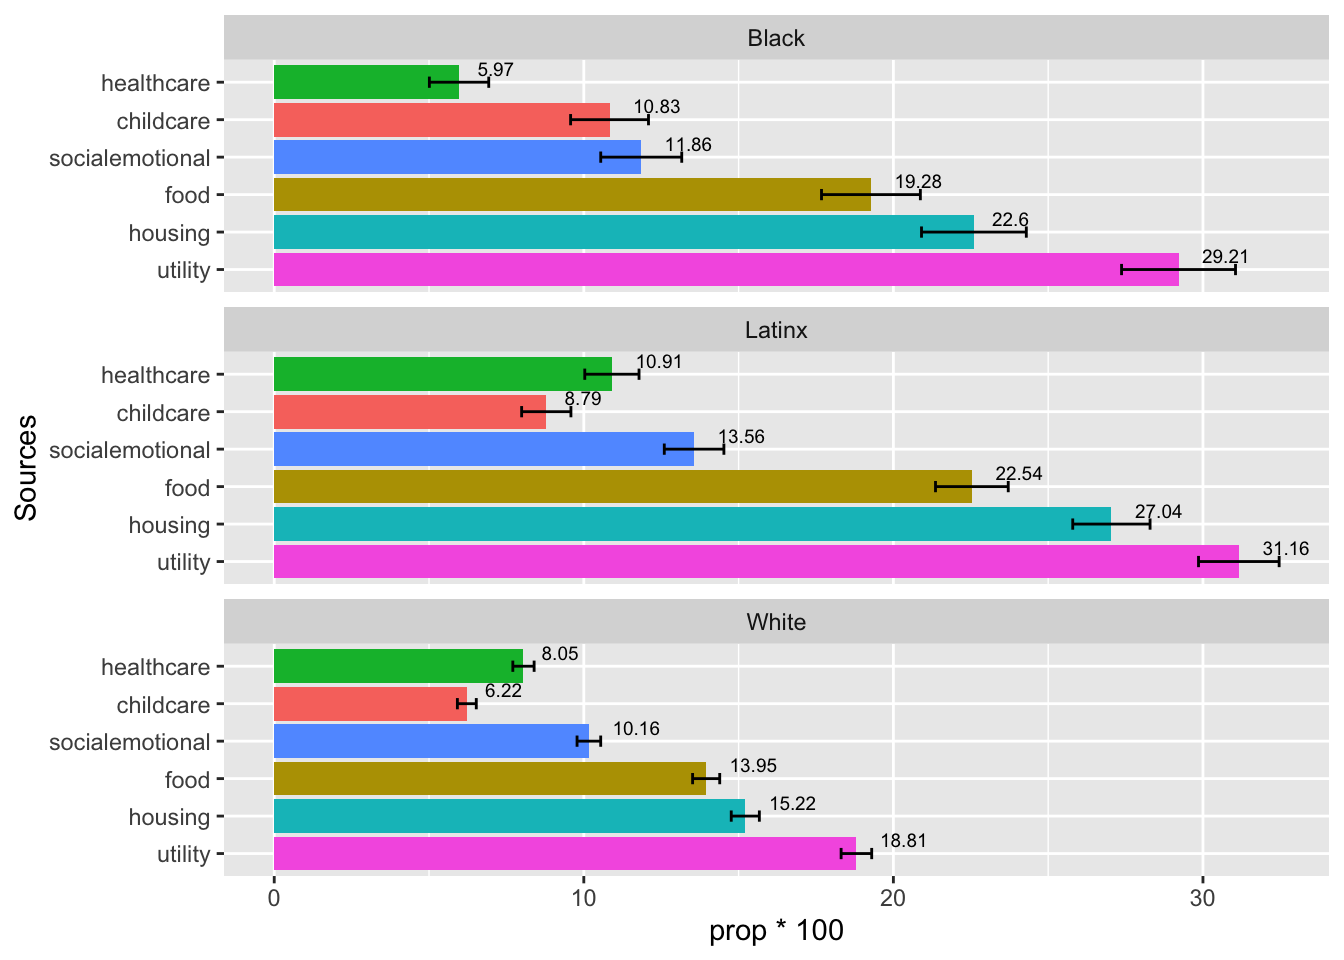 Black
healthcare 5.97
childcare 10.83
socialemotional 11.86
food 19.28
housing 22.6
utility 29.21
Latinx
healthcare 10.91
childcare 8.79
socialemotional 13.56
food 22.54
housing 27.04
utility 31.16
Sources
White
healthcare 8.05
childcare 6.22
socialemotional 10.16
food 13.95
housing 15.22
utility 18.81
0 10 20 30
prop * 100